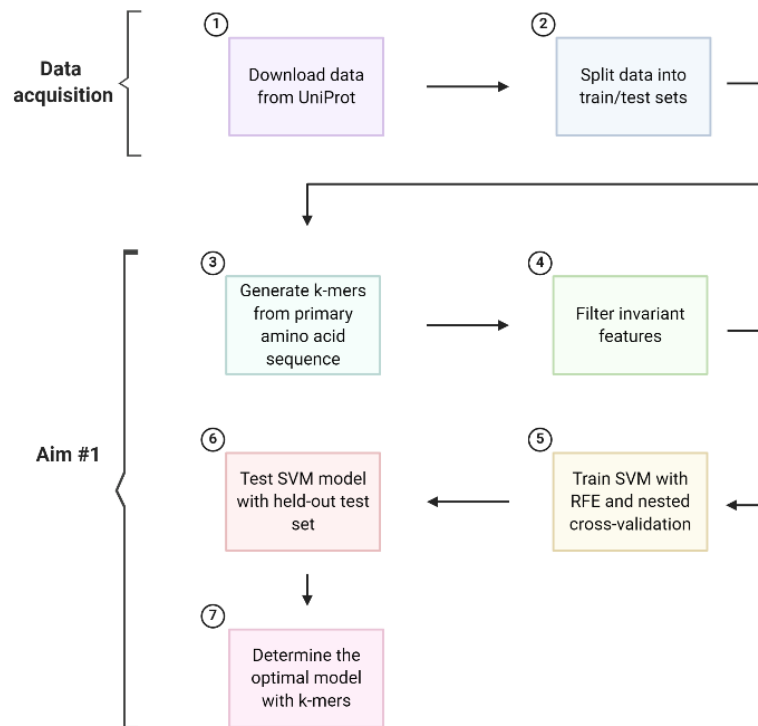 Data
acquisition
1
Download data
from UniProt
2
Split data into
train/test sets
Aim #1
3
Generate k-mers
from primary
amino acid
sequence
4
Filter invariant
features
5
Train SVM with
RFE and nested
cross-validation
6
Test SVM model
with held-out test
set
7
Determine the
optimal model
with k-mers